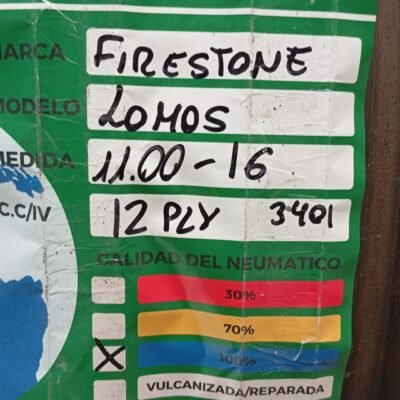 MARCA FIRESTONE
MODELO LOMOS
MEDIDA 11.00-16
C.C/IV 12 PLY 3401
CALIDAD DEL NEUMATICO
30%
70%
X 100%
VULCANIZADA/REPARADA